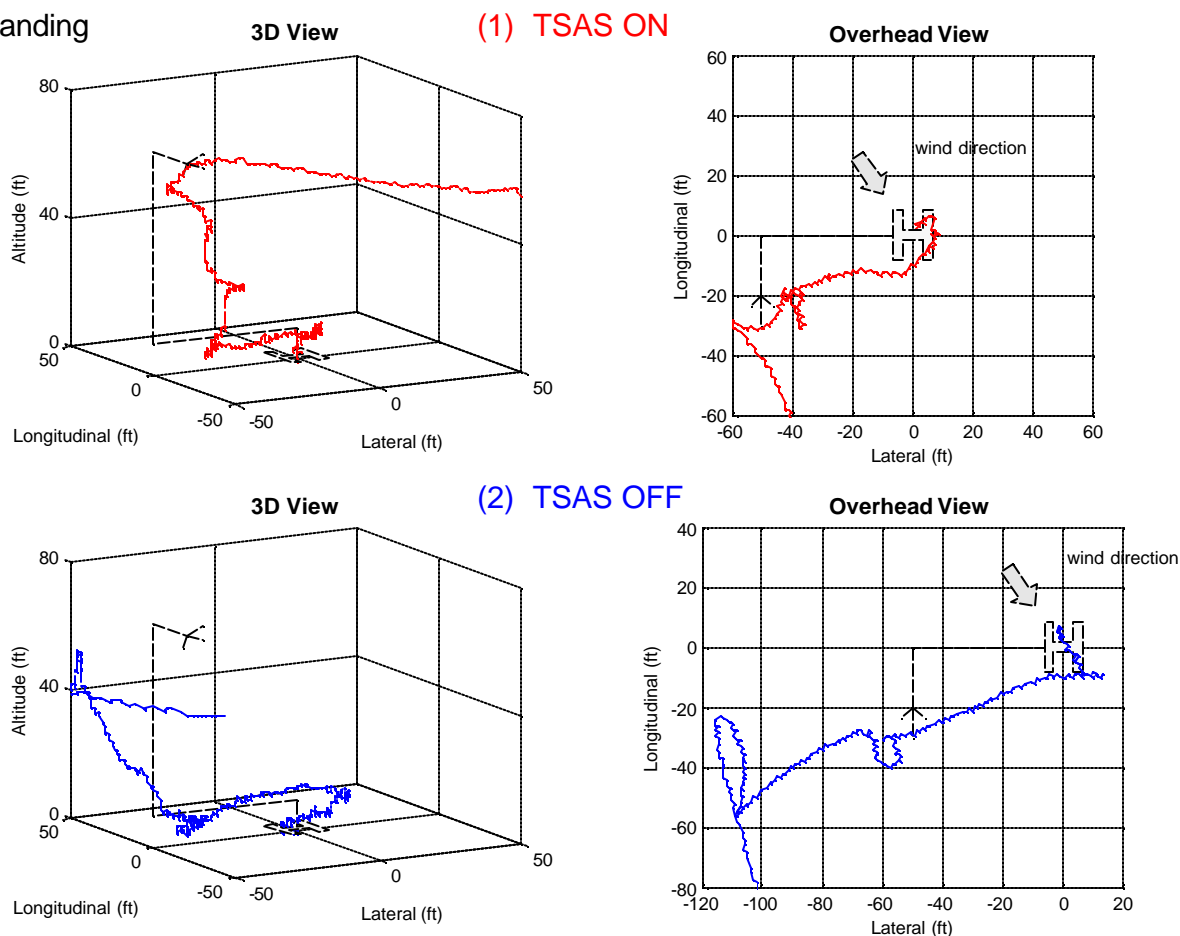 anding
(1) TSAS ON
3D View
80
40
0
50
0
-50
-50
0
50
Altitude (ft)
Longitudinal (ft)
Lateral (ft)
Overhead View
60
40
20
0
-20
-40
-60
-60
-40
-20
0
20
40
60
wind direction
Longitudinal (ft)
Lateral (ft)
(2) TSAS OFF
3D View
80
40
0
50
0
-50
-50
0
50
Altitude (ft)
Longitudinal (ft)
Lateral (ft)
Overhead View
40
20
0
-20
-40
-60
-80
-120
-100
-80
-60
-40
-20
0
20
wind direction
Longitudinal (ft)
Lateral (ft)